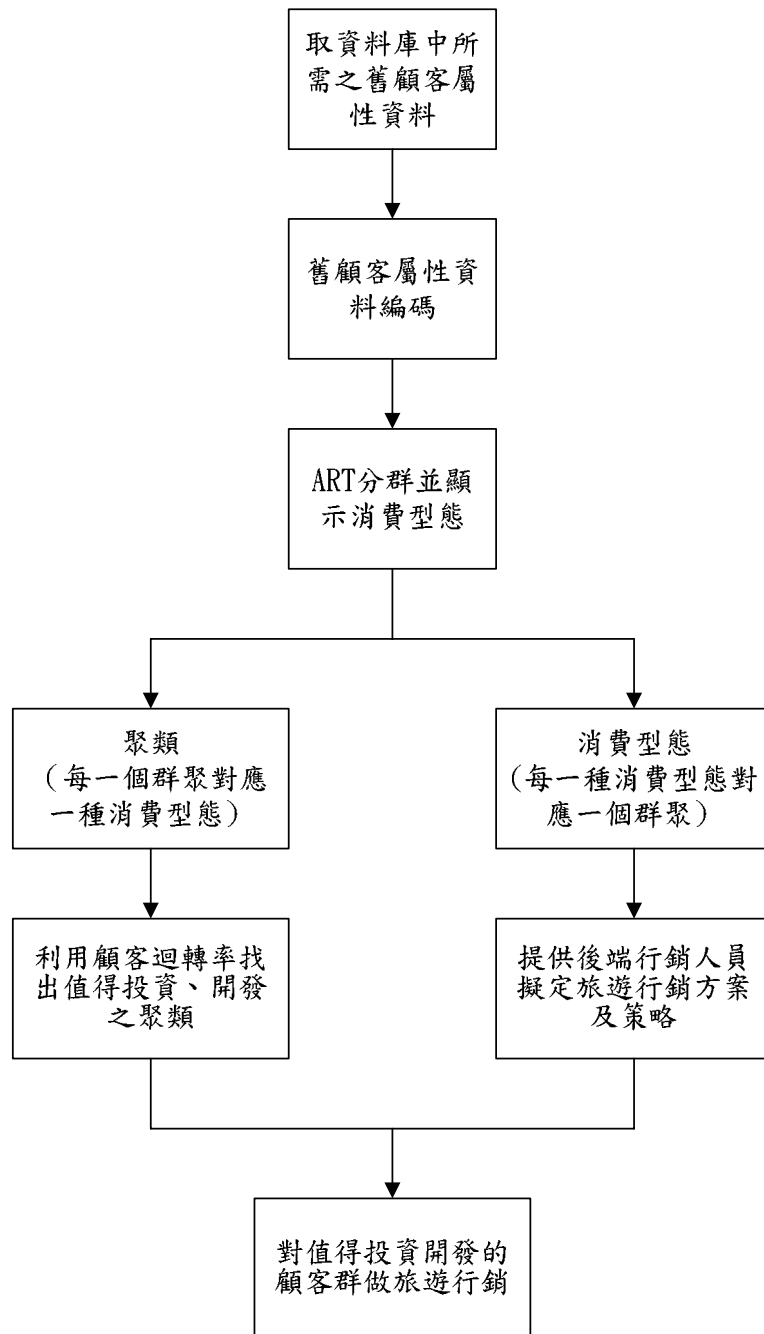 取資料庫中所
需之舊顧客屬
性資料
舊顧客屬性資
料編碼
ART分群並顯
示消費型態
聚類
（每一個群聚對應
一種消費型態）
消費型態
（每一種消費型態對
應一個群聚）
利用顧客迴轉率找
出值得投資、開發
之聚類
提供後端行銷人員
擬定旅遊行銷方案
及策略
對值得投資開發的
顧客群做旅遊行銷